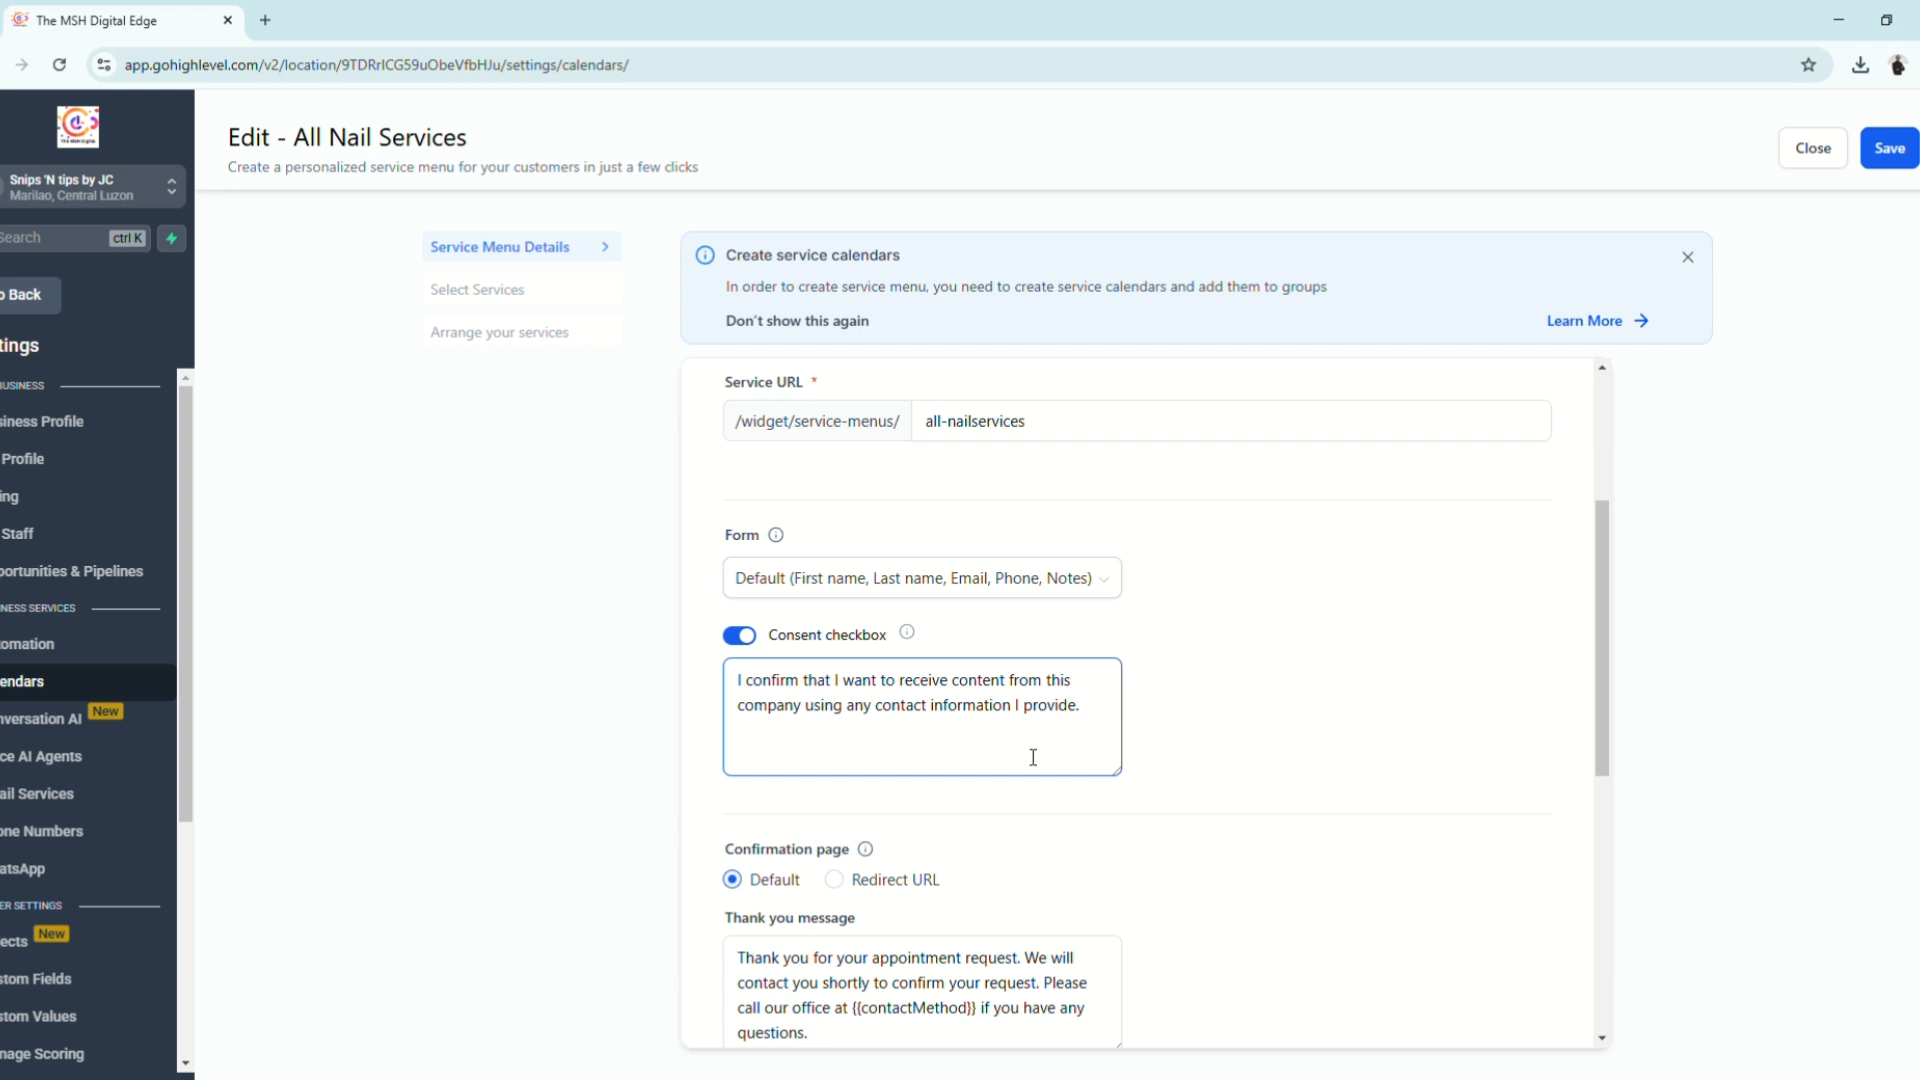 The MSH Digital Edge
app.gohighlevel.com/v2/location/9TDRrICG59uObeVfbHJu/settings/calendars/
Edit - All Nail Services
Create a personalized service menu for your customers in just a few clicks
Close
Save
Snips 'N tips by JC
Marilao, Central Luzon
Search
ctrl K
o Back
tings
BUSINESS
siness Profile
Profile
ing
Staff
portunities & Pipelines
NESS SERVICES
tomation
endars
nversation AI
New
ce AI Agents
ail Services
one Numbers
atsApp
ER SETTINGS
ects
New
stom Fields
stom Values
nage Scoring
Service Menu Details
Select Services
Arrange your services
Create service calendars
In order to create service menu, you need to create service calendars and add them to groups
Don't show this again
Learn More
Service URL *
/widget/service-menus/
all-nailservices
Form
Default (First name, Last name, Email, Phone, Notes)
Consent checkbox
I confirm that I want to receive content from this
company using any contact information I provide.
Confirmation page
Default
Redirect URL
Thank you message
Thank you for your appointment request. We will
contact you shortly to confirm your request. Please
call our office at {{contactMethod}} if you have any
questions.